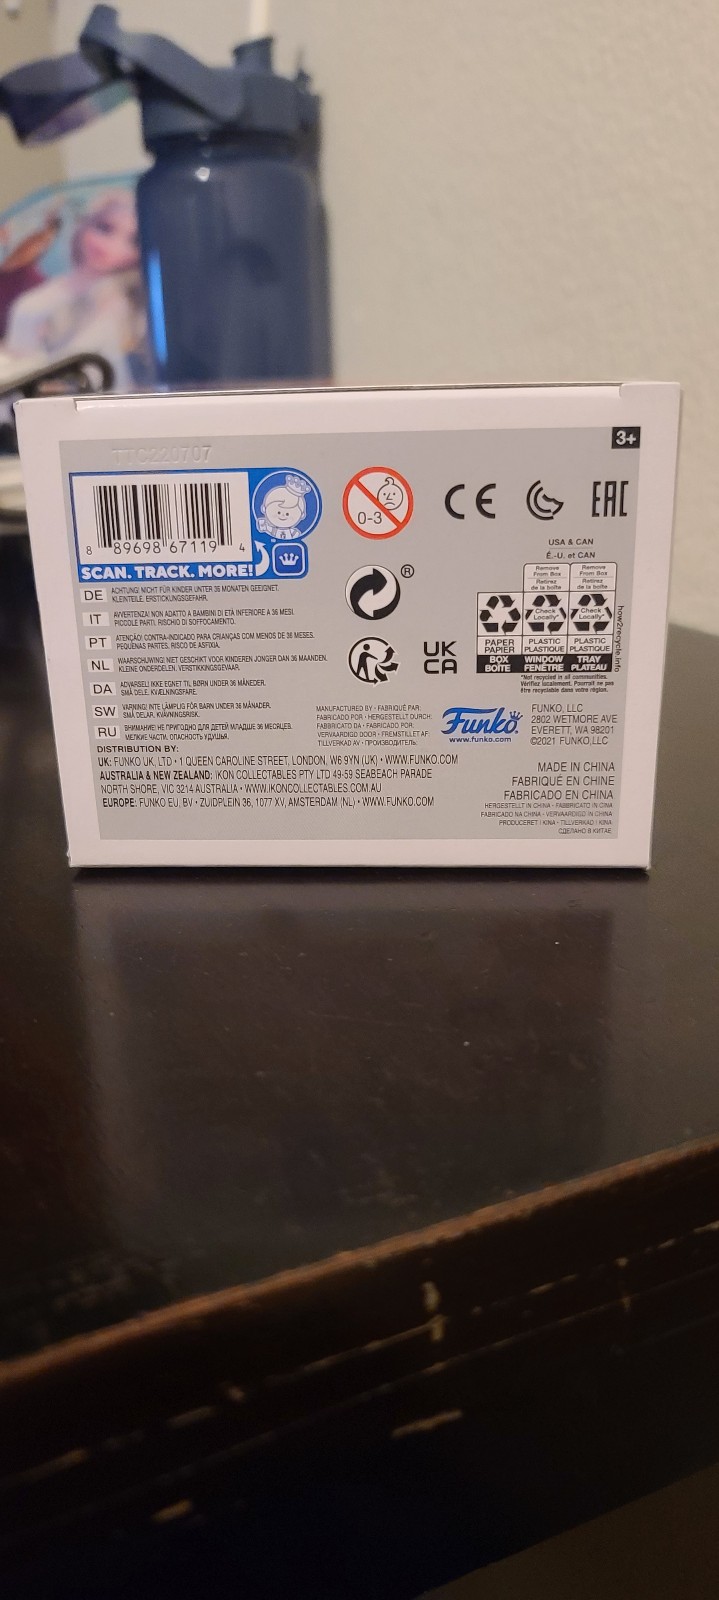 3+
TTC220707
8 89698 67119 4
SCAN. TRACK. MORE!
0-3
CE
EAC
USA & CAN
É.-U. et CAN
Remove From Box
Retirez de la boîte
Remove From Box
Retirez de la boîte
Check Locally*
Check Locally*
PAPER PAPIER
PLASTIC PLASTIQUE
PLASTIC PLASTIQUE
BOX BOÎTE
WINDOW FENÊTRE
TRAY PLATEAU
how2recycle.info
*Not recycled in all communities.
Vérifiez localement. Pourrait ne pas
être recyclable dans votre région.
®
UK
CA
DE ACHTUNG! NICHT FÜR KINDER UNTER 36 MONATEN GEEIGNET.
KLEINTEILE. ERSTICKUNGSGEFAHR.
IT AVVERTENZA! NON ADATTO A BAMBINI DI ETÀ INFERIORE A 36 MESI.
PICCOLE PARTI, RISCHIO DI SOFFOCAMENTO.
PT ATENÇÃO! CONTRA-INDICADO PARA CRIANÇAS COM MENOS DE 36 MESES.
PEQUENAS PARTES. RISCO DE ASFIXIA.
NL WAARSCHUWING! NIET GESCHIKT VOOR KINDEREN JONGER DAN 36 MAANDEN.
KLEINE ONDERDELEN. VERSTIKKINGSGEVAAR.
DA ADVARSEL! IKKE EGNET TIL BØRN UNDER 36 MÅNEDER.
SMÅ DELE. KVÆLNINGSFARE.
SW VARNING! INTE LÄMPLIG FÖR BARN UNDER 36 MÅNADER.
SMÅ DELAR, KVÄVNINGSRISK.
RU ВНИМАНИЕ: НЕ ПРИГОДНО ДЛЯ ДЕТЕЙ МЛАДШЕ 36 МЕСЯЦЕВ.
МЕЛКИЕ ЧАСТИ, ОПАСНОСТЬ УДУШЬЯ.
MANUFACTURED BY • FABRIQUÉ PAR:
FABRICADO POR • HERGESTELLT DURCH:
FABBRICATO DA • FABRICADO POR:
VERVAARDIGD DOOR • FREMSTILLET AF:
TILLVERKAD AV • ПРОИЗВОДИТЕЛЬ:
Funko
www.funko.com
FUNKO, LLC
2802 WETMORE AVE
EVERETT, WA 98201
©2021 FUNKO, LLC
DISTRIBUTION BY:
UK: FUNKO UK, LTD • 1 QUEEN CAROLINE STREET, LONDON, W6 9YN (UK) • WWW.FUNKO.COM
AUSTRALIA & NEW ZEALAND: IKON COLLECTABLES PTY LTD 49-59 SEABEACH PARADE
NORTH SHORE, VIC 3214 AUSTRALIA • WWW.IKONCOLLECTABLES.COM.AU
EUROPE: FUNKO EU, BV • ZUIDPLEIN 36, 1077 XV, AMSTERDAM (NL) • WWW.FUNKO.COM
MADE IN CHINA
FABRIQUÉ EN CHINE
FABRICADO EN CHINA
HERGESTELLT IN CHINA • FABBRICATO IN CINA
FABRICADO NA CHINA • VERVAARDIGD IN CHINA
PRODUCERET I KINA • TILLVERKAD I KINA
СДЕЛАНО В КИТАЕ